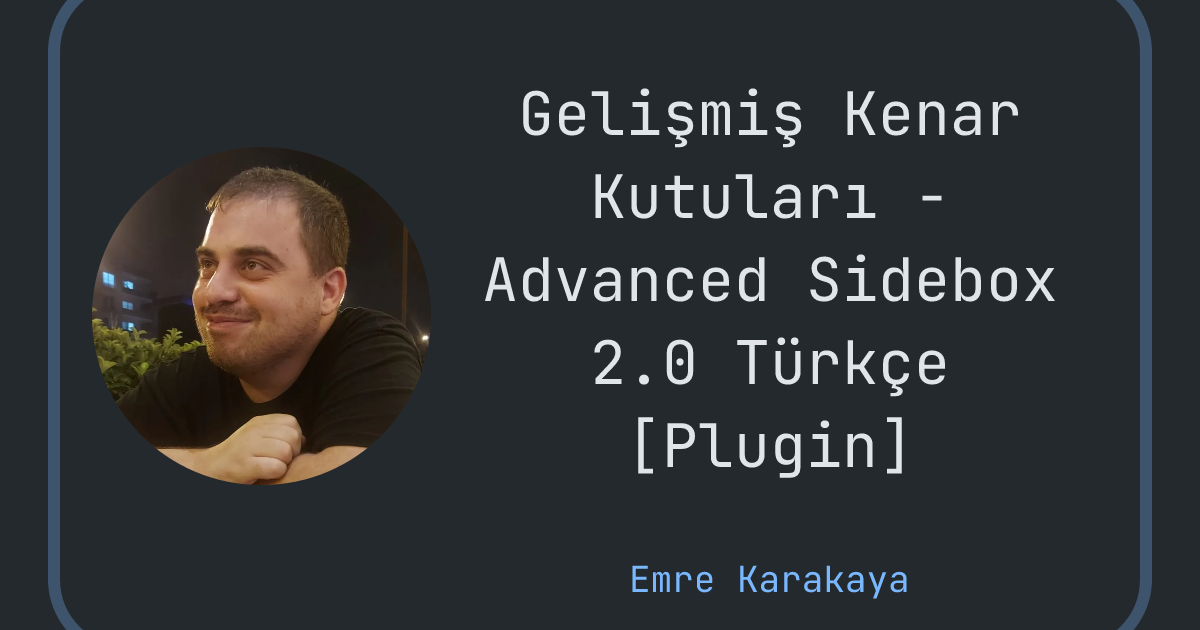 Gelişmiş Kenar
Kutuları -
Advanced Sidebox
2.0 Türkçe
[Plugin]
Emre Karakaya